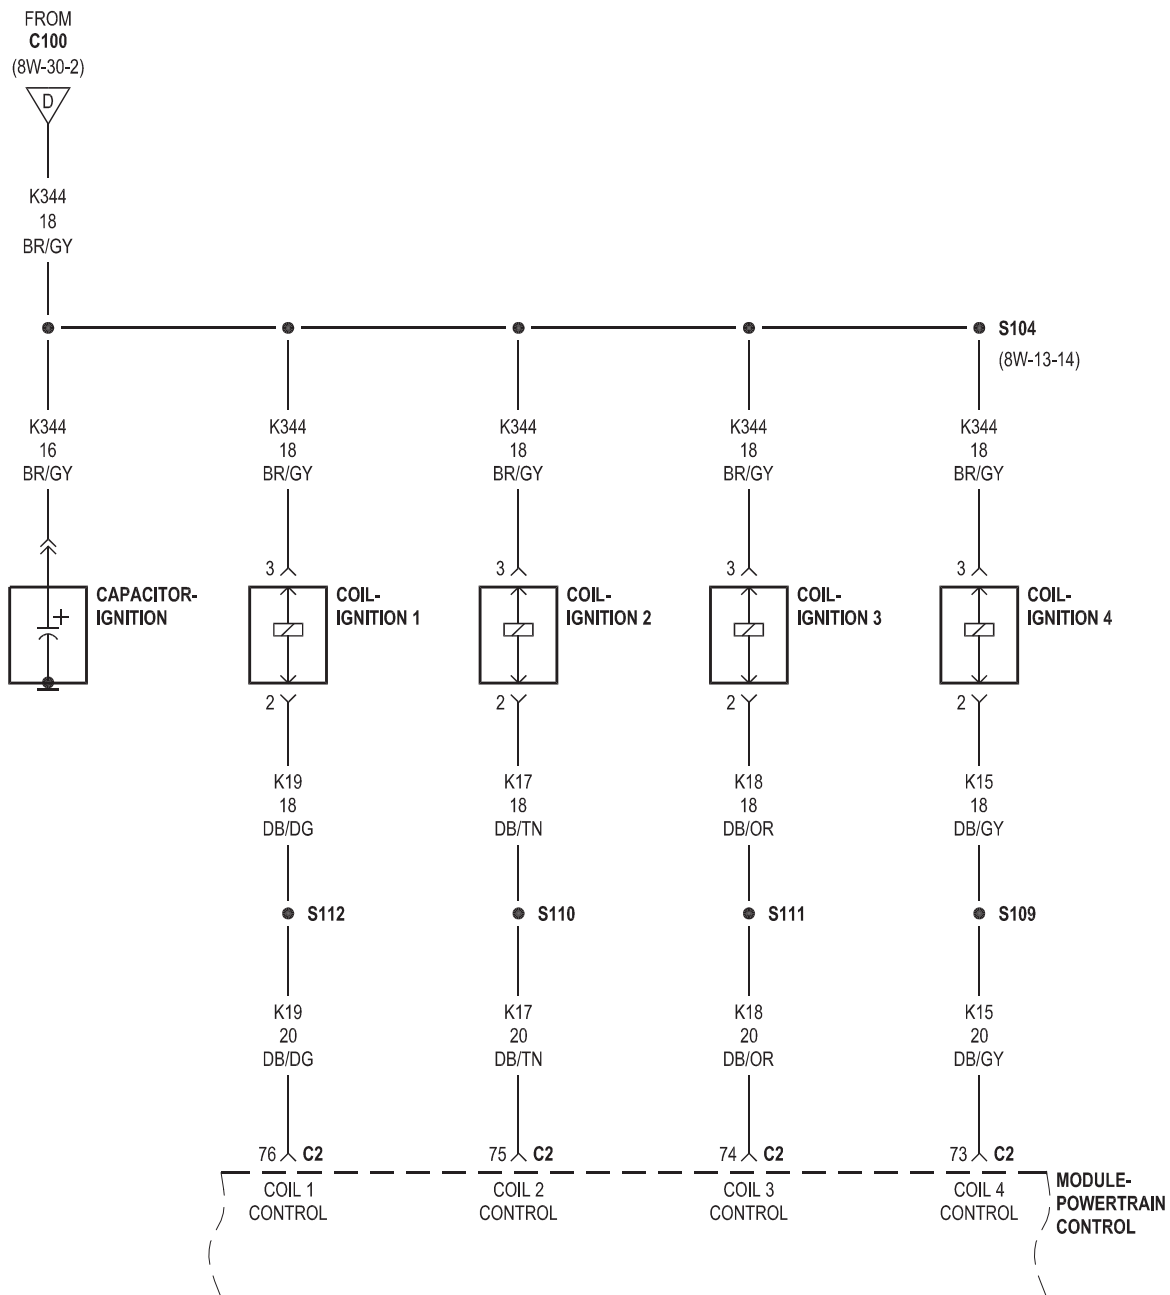 FROM
C100
(8W-30-2)
D
K344
18
BR/GY
S104
(8W-13-14)
K344
16
BR/GY
K344
18
BR/GY
K344
18
BR/GY
K344
18
BR/GY
K344
18
BR/GY
3
3
3
3
CAPACITOR-
IGNITION
+
COIL-
IGNITION 1
COIL-
IGNITION 2
COIL-
IGNITION 3
COIL-
IGNITION 4
2
2
2
2
K19
18
DB/DG
K17
18
DB/TN
K18
18
DB/OR
K15
18
DB/GY
S112
S110
S111
S109
K19
20
DB/DG
K17
20
DB/TN
K18
20
DB/OR
K15
20
DB/GY
76 C2
75 C2
74 C2
73 C2
COIL 1
CONTROL
COIL 2
CONTROL
COIL 3
CONTROL
COIL 4
CONTROL
MODULE-
POWERTRAIN
CONTROL